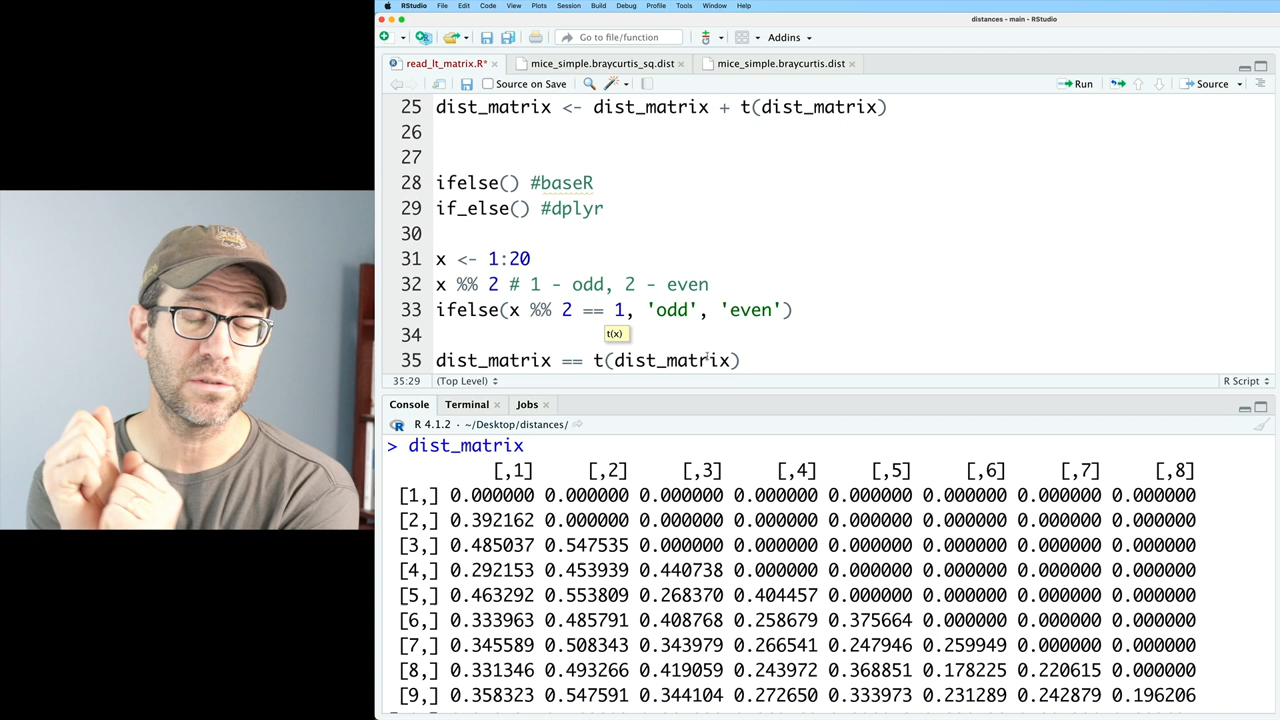 RStudio File Edit Code View Plots Session Build Debug Profile Tools Window Help
distances - main - RStudio
Go to file/function Addins
read_lt_matrix.R* mice_simple.braycurtis_sq.dist mice_simple.braycurtis.dist
Source on Save Run Source
25 dist_matrix <- dist_matrix + t(dist_matrix)
26
27
28 ifelse() #baseR
29 if_else() #dplyr
30
31 x <- 1:20
32 x %% 2 # 1 - odd, 2 - even
33 ifelse(x %% 2 == 1, 'odd', 'even')
34 t(x)
35 dist_matrix == t(dist_matrix)
35:29 (Top Level) R Script
Console Terminal Jobs
R 4.1.2 · ~/Desktop/distances/
> dist_matrix
[,1] [,2] [,3] [,4] [,5] [,6] [,7] [,8]
[1,] 0.000000 0.000000 0.000000 0.000000 0.000000 0.000000 0.000000 0.000000
[2,] 0.392162 0.000000 0.000000 0.000000 0.000000 0.000000 0.000000 0.000000
[3,] 0.485037 0.547535 0.000000 0.000000 0.000000 0.000000 0.000000 0.000000
[4,] 0.292153 0.453939 0.440738 0.000000 0.000000 0.000000 0.000000 0.000000
[5,] 0.463292 0.553809 0.268370 0.404457 0.000000 0.000000 0.000000 0.000000
[6,] 0.333963 0.485791 0.408768 0.258679 0.375664 0.000000 0.000000 0.000000
[7,] 0.345589 0.508343 0.343979 0.266541 0.247946 0.259949 0.000000 0.000000
[8,] 0.331346 0.493266 0.419059 0.243972 0.368851 0.178225 0.220615 0.000000
[9,] 0.358323 0.547591 0.344104 0.272650 0.333973 0.231289 0.242879 0.196206